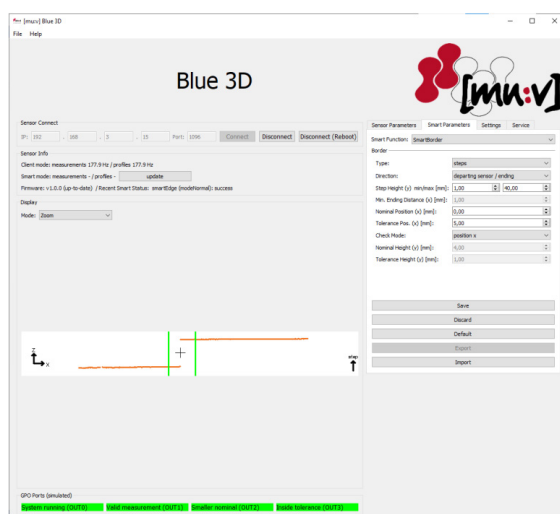 [mu:v] Blue 3D
File Help
Blue 3D
[mu:v]
Sensor Connect
IP: 192 . 168 . 3 . 15 Port: 1096 Connect Disconnect Disconnect (Reboot)
Sensor Info
Client mode: measurements 177.9 Hz / profiles 177.9 Hz
Smart mode: measurements - / profiles - update
Firmware: v1.0.0 (up-to-date) / Recent Smart Status: smartEdge (modeNormal): success
Display
Mode: Zoom
z
x
step
GPO Ports (simulated)
System running (OUT0) Valid measurement (OUT1) Smaller nominal (OUT2) Inside tolerance (OUT3)
Sensor Parameters Smart Parameters Settings Service
Smart Function: SmartBorder
Border
Type: steps
Direction: departing sensor / ending
Step Height (y) min/max [mm]: 1,00 40,00
Min. Ending Distance (x) [mm]: 1,00
Nominal Position (x) [mm]: 0,00
Tolerance Pos. (x) [mm]: 5,00
Check Mode: position x
Nominal Height (y) [mm]: 4,00
Tolerance Height (y) [mm]: 1,00
Save
Discard
Default
Export
Import